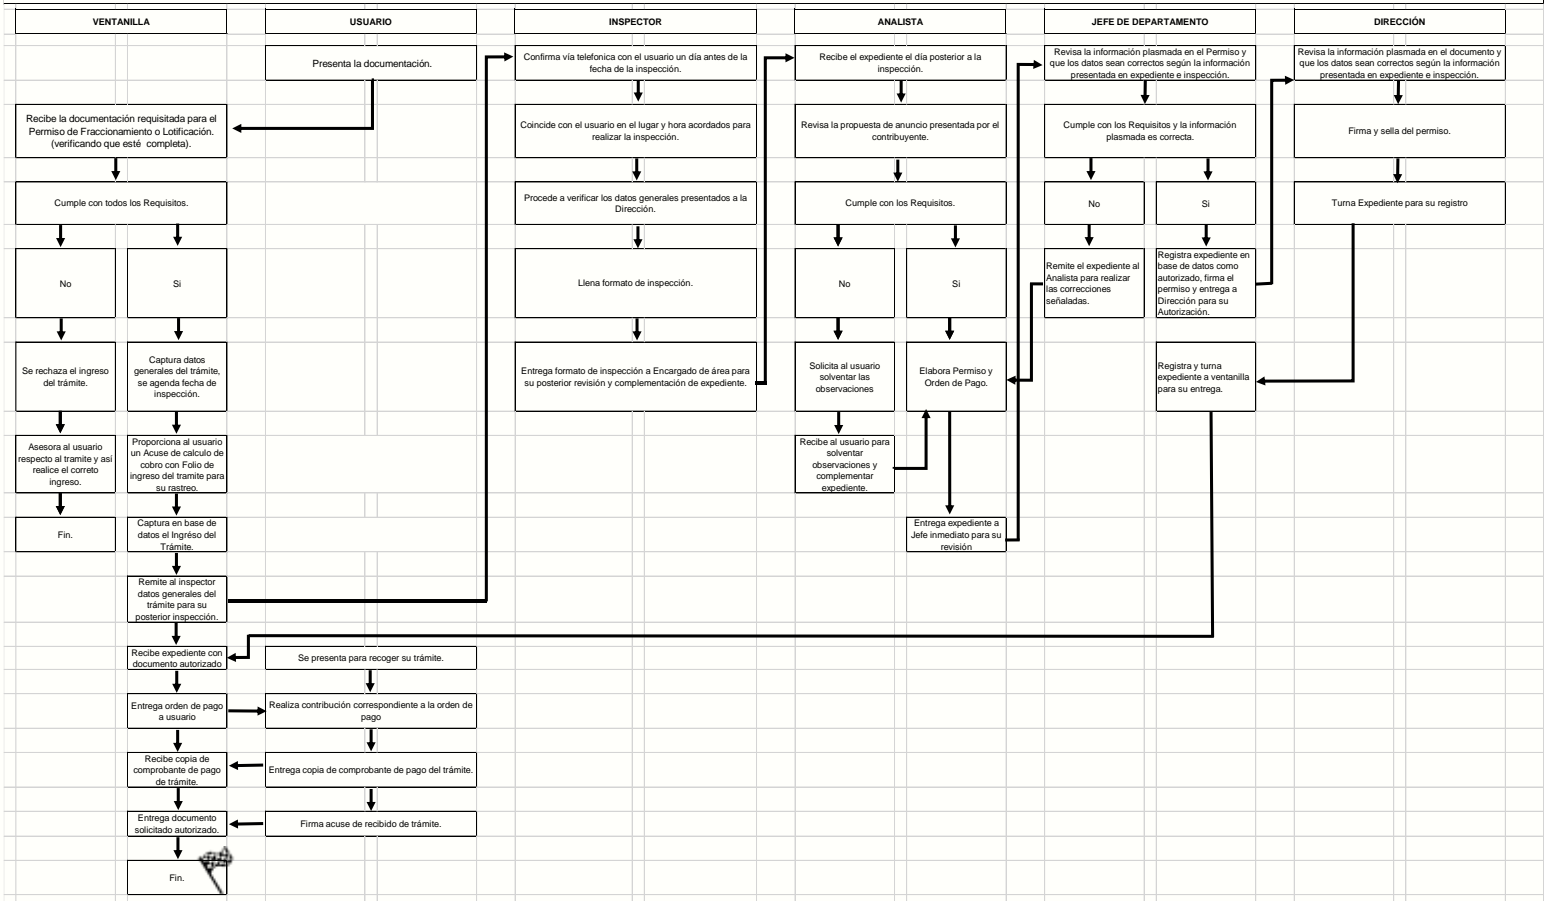 VENTANILLA
USUARIO
INSPECTOR
ANALISTA
JEFE DE DEPARTAMENTO
DIRECCIÓN
Presenta la documentación.
Recibe la documentación requisitada para el
Permiso de Fraccionamiento o Lotificación.
(verificando que esté completa).
Cumple con todos los Requisitos.
No
Si
Se rechaza el ingreso
del trámite.
Captura datos
generales del trámite,
se agenda fecha de
inspección.
Asesora al usuario
respecto al tramite y así
realice el correto
ingreso.
Proporciona al usuario
un Acuse de calculo de
cobro con Folio de
ingreso del tramite para
su rastreo.
Fin.
Captura en base de
datos el Ingréso del
Trámite.
Remite al inspector
datos generales del
trámite para su
posterior inspección.
Recibe expediente con
documento autorizado
Se presenta para recoger su trámite.
Entrega orden de pago
a usuario
Realiza contribución correspondiente a la orden de
pago
Recibe copia de
comprobante de pago
de trámite.
Entrega copia de comprobante de pago del trámite.
Entrega documento
solicitado autorizado.
Firma acuse de recibido de trámite.
Fin.
Confirma vía telefonica con el usuario un día antes de la
fecha de la inspección.
Coincide con el usuario en el lugar y hora acordados para
realizar la inspección.
Procede a verificar los datos generales presentados a la
Dirección.
Llena formato de inspección.
Entrega formato de inspección a Encargado de área para
su posterior revisión y complementación de expediente.
Recibe el expediente el día posterior a la
inspección.
Revisa la propuesta de anuncio presentada por el
contribuyente.
Cumple con los Requisitos.
No
Si
Solicita al usuario
solventar las
observaciones
Elabora Permiso y
Orden de Pago.
Recibe al usuario para
solventar
observaciones y
complementar
expediente.
Entrega expediente a
Jefe inmediato para su
revisión
Revisa la información plasmada en el Permiso y
que los datos sean correctos según la información
presentada en expediente e inspección.
Cumple con los Requisitos y la información
plasmada es correcta.
No
Si
Remite el expediente al
Analista para realizar
las correcciones
señaladas.
Registra expediente en
base de datos como
autorizado, firma el
permiso y entrega a
Dirección para su
Autorización.
Registra y turna
expediente a ventanilla
para su entrega.
Revisa la información plasmada en el documento y
que los datos sean correctos según la información
presentada en expediente e inspección.
Firma y sella del permiso.
Turna Expediente para su registro